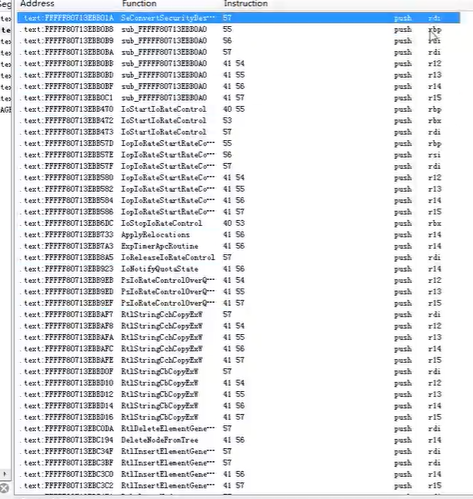 Seg Address Function Instruction
.text:FFFFF80713EBB01A SeConvertSecurityDes⋯ 57 push rdi
.text:FFFFF80713EBB0B8 sub_FFFFF80713EBB0A0 55 push rbp
.text:FFFFF80713EBB0B9 sub_FFFFF80713EBB0A0 56 push rsi
.text:FFFFF80713EBB0BA sub_FFFFF80713EBB0A0 57 push rdi
.text:FFFFF80713EBB0BB sub_FFFFF80713EBB0A0 41 54 push r12
.text:FFFFF80713EBB0BD sub_FFFFF80713EBB0A0 41 55 push r13
.text:FFFFF80713EBB0BF sub_FFFFF80713EBB0A0 41 56 push r14
.text:FFFFF80713EBB0C1 sub_FFFFF80713EBB0A0 41 57 push r15
.text:FFFFF80713EBB470 IoStartIoRateControl 40 55 push rbp
.text:FFFFF80713EBB472 IoStartIoRateControl 53 push rbx
.text:FFFFF80713EBB473 IoStartIoRateControl 57 push rdi
.text:FFFFF80713EBB57D IopIoRateStartRateCo⋯ 55 push rbp
.text:FFFFF80713EBB57E IopIoRateStartRateCo⋯ 56 push rsi
.text:FFFFF80713EBB57F IopIoRateStartRateCo⋯ 57 push rdi
.text:FFFFF80713EBB580 IopIoRateStartRateCo⋯ 41 54 push r12
.text:FFFFF80713EBB582 IopIoRateStartRateCo⋯ 41 55 push r13
.text:FFFFF80713EBB584 IopIoRateStartRateCo⋯ 41 56 push r14
.text:FFFFF80713EBB586 IopIoRateStartRateCo⋯ 41 57 push r15
.text:FFFFF80713EBB6DC IoStopIoRateControl 40 53 push rbx
.text:FFFFF80713EBB733 ApplyRelocations 41 56 push r14
.text:FFFFF80713EBB7A3 ExpTimerApcRoutine 41 56 push r14
.text:FFFFF80713EBB8A5 IoReleaseIoRateControl 57 push rdi
.text:FFFFF80713EBB923 IoNotifyQuotaState 41 56 push r14
.text:FFFFF80713EBB9EB PsIoRateControlOverQ⋯ 41 54 push r12
.text:FFFFF80713EBB9ED PsIoRateControlOverQ⋯ 41 55 push r13
.text:FFFFF80713EBB9EF PsIoRateControlOverQ⋯ 41 57 push r15
.text:FFFFF80713EBBAF7 RtlStringCchCopyExW 57 push rdi
.text:FFFFF80713EBBAF8 RtlStringCchCopyExW 41 54 push r12
.text:FFFFF80713EBBAFA RtlStringCchCopyExW 41 55 push r13
.text:FFFFF80713EBBAFC RtlStringCchCopyExW 41 56 push r14
.text:FFFFF80713EBBAFE RtlStringCchCopyExW 41 57 push r15
.text:FFFFF80713EBBD0F RtlStringCbCopyExW 57 push rdi
.text:FFFFF80713EBBD10 RtlStringCbCopyExW 41 54 push r12
.text:FFFFF80713EBBD12 RtlStringCbCopyExW 41 55 push r13
.text:FFFFF80713EBBD14 RtlStringCbCopyExW 41 56 push r14
.text:FFFFF80713EBBD16 RtlStringCbCopyExW 41 57 push r15
.text:FFFFF80713EBC0DA RtlDeleteElementGene⋯ 57 push rdi
.text:FFFFF80713EBC194 DeleteNodeFromTree 41 56 push r14
.text:FFFFF80713EBC34F RtlInsertElementGene⋯ 57 push rdi
.text:FFFFF80713EBC3BF RtlInsertElementGene⋯ 57 push rdi
.text:FFFFF80713EBC3C0 RtlInsertElementGene⋯ 41 56 push r14
.text:FFFFF80713EBC3C2 RtlInsertElementGene⋯ 41 57 push r15